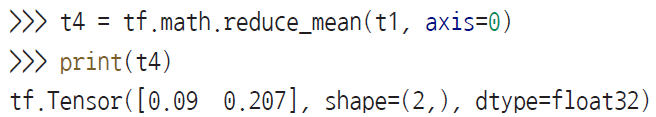 >>> t4 = tf.math.reduce_mean(t1, axis=0)
>>> print(t4)
tf.Tensor([0.09  0.207], shape=(2,), dtype=float32)